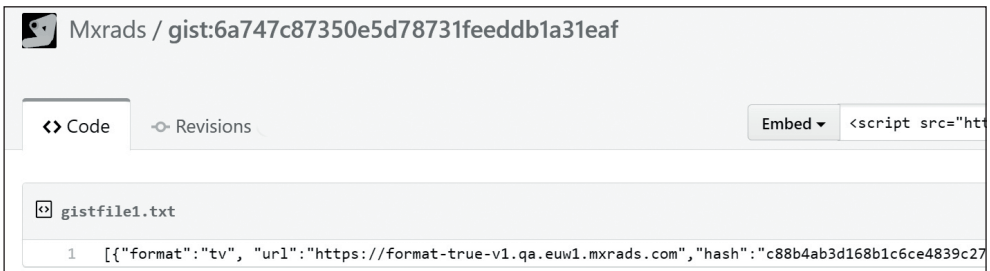 Mxrads / gist:6a747c87350e5d78731feeddb1a31eaf
<> Code Revisions Embed <script src="htt
gistfile1.txt
1 [{"format":"tv", "url":"https://format-true-v1.qa.euw1.mxrads.com","hash":"c88b4ab3d168b1c6ce4839c27